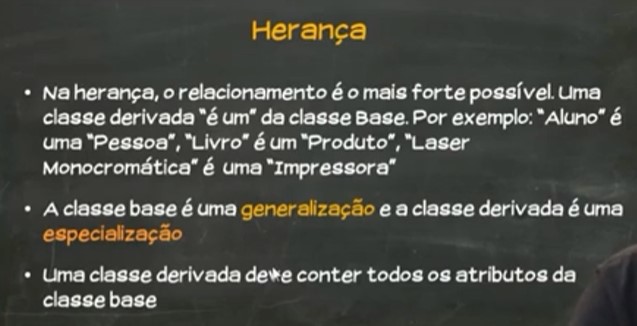 Herança
• Na herança, o relacionamento é o mais forte possível. Uma
classe derivada "é um" da classe Base. Por exemplo: "Aluno" é
uma "Pessoa", "Livro" é um "Produto", "Laser
Monocromática" é uma "Impressora"
• A classe base é uma generalização e a classe derivada é uma
especialização
• Uma classe derivada deve conter todos os atributos da
classe base